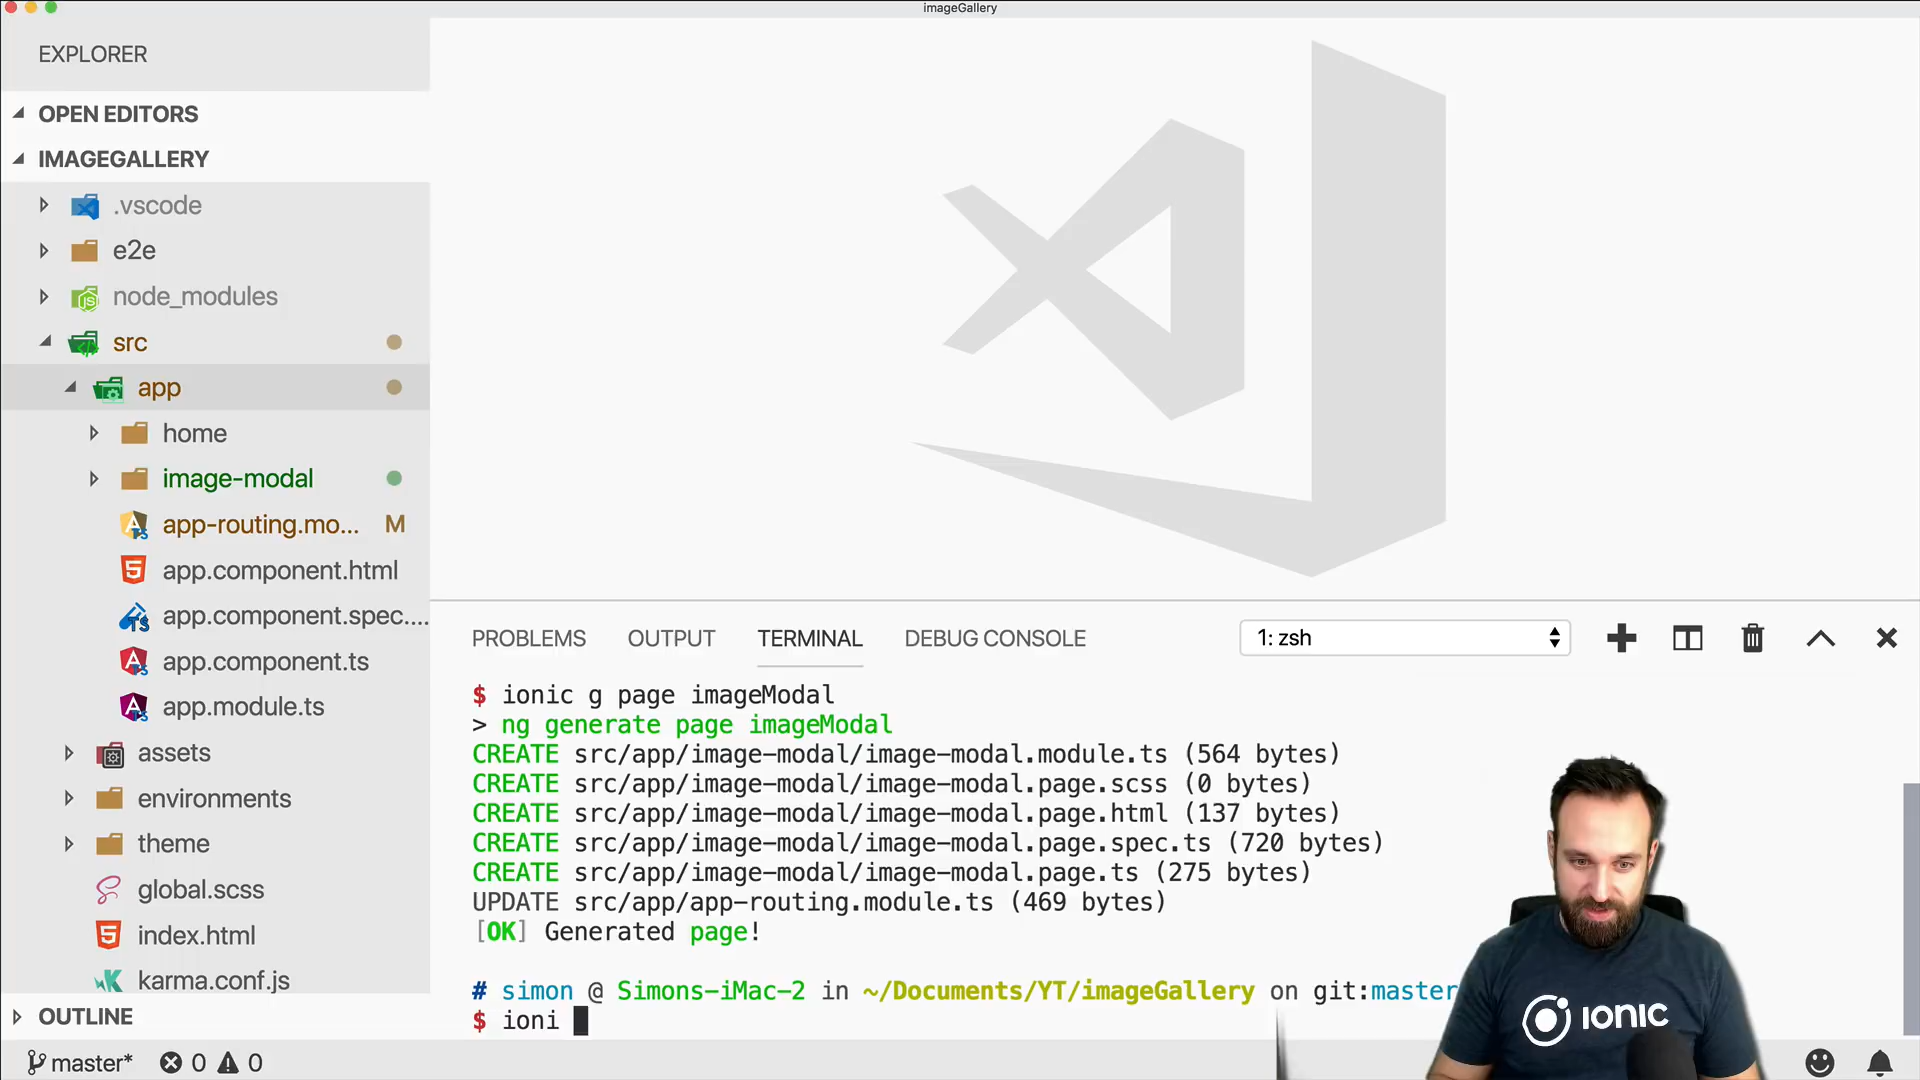 imageGallery
EXPLORER
OPEN EDITORS
IMAGEGALLERY
.vscode
e2e
node_modules
src
app
home
image-modal
app-routing.mo... M
app.component.html
app.component.spec....
app.component.ts
app.module.ts
assets
environments
theme
global.scss
index.html
karma.conf.js
OUTLINE
master* 0 0
PROBLEMS OUTPUT TERMINAL DEBUG CONSOLE 1: zsh
$ ionic g page imageModal
> ng generate page imageModal
CREATE src/app/image-modal/image-modal.module.ts (564 bytes)
CREATE src/app/image-modal/image-modal.page.scss (0 bytes)
CREATE src/app/image-modal/image-modal.page.html (137 bytes)
CREATE src/app/image-modal/image-modal.page.spec.ts (720 bytes)
CREATE src/app/image-modal/image-modal.page.ts (275 bytes)
UPDATE src/app/app-routing.module.ts (469 bytes)
[OK] Generated page!
# simon @ Simons-iMac-2 in ~/Documents/YT/imageGallery on git:master
$ ioni
IONIC